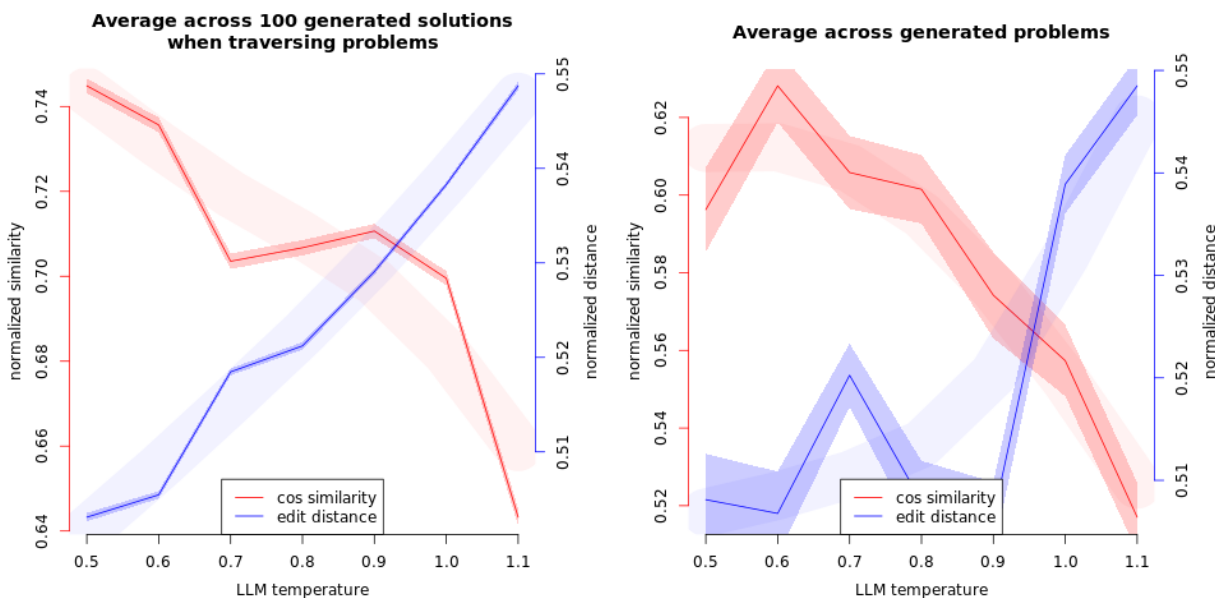 Average across 100 generated solutions
when traversing problems
normalized similarity
0.64
0.66
0.68
0.70
0.72
0.74
normalized distance
0.51
0.52
0.53
0.54
0.55
cos similarity
edit distance
0.5 0.6 0.7 0.8 0.9 1.0 1.1
LLM temperature
Average across generated problems
normalized similarity
0.52
0.54
0.56
0.58
0.60
0.62
normalized distance
0.51
0.52
0.53
0.54
0.55
cos similarity
edit distance
0.5 0.6 0.7 0.8 0.9 1.0 1.1
LLM temperature